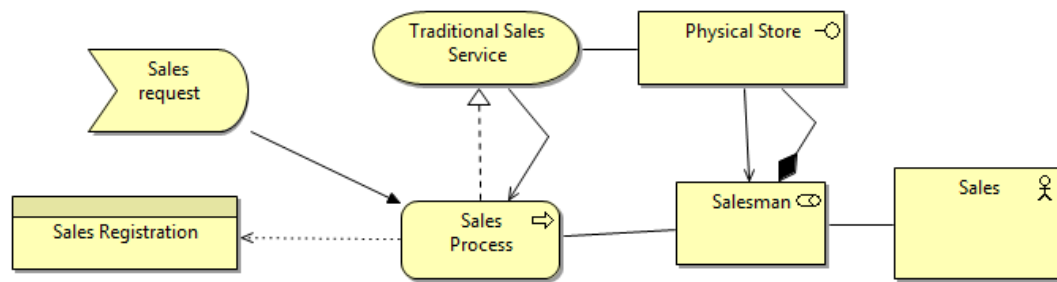 Traditional Sales
Service
Physical Store
Sales
request
Sales Registration
Sales
Process
Salesman
Sales